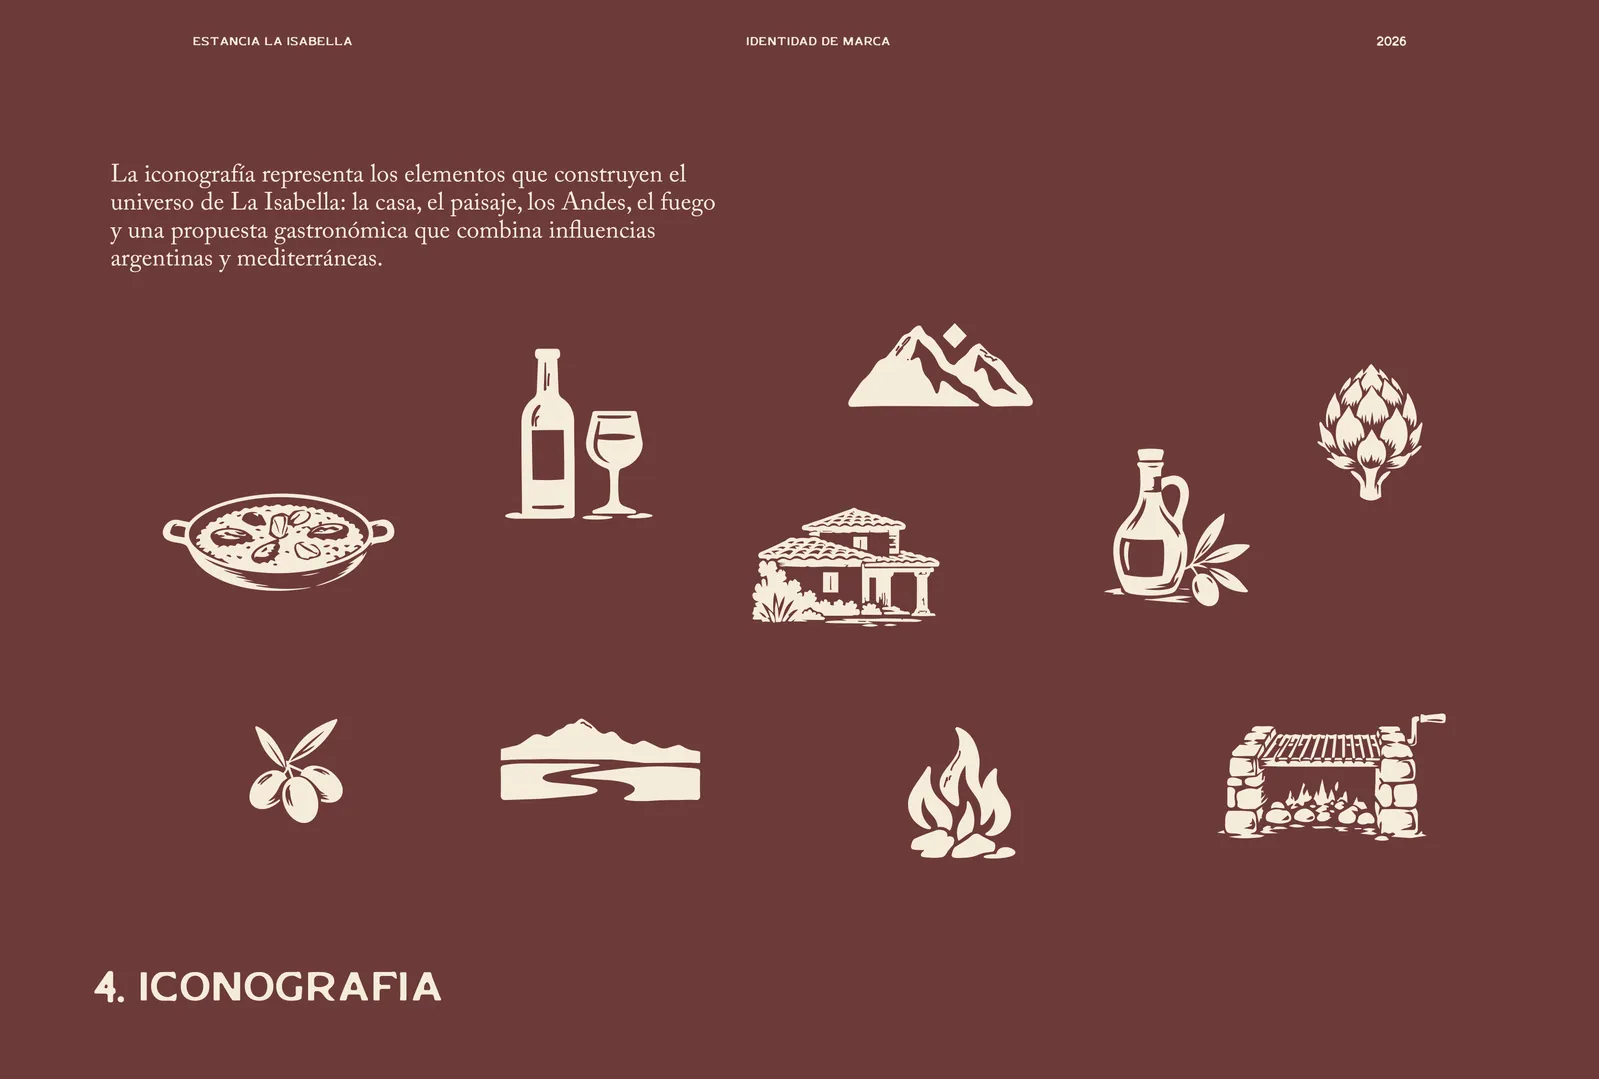 ESTANCIA LA ISABELLA
IDENTIDAD DE MARCA
2026
La iconografía representa los elementos que construyen el
universo de La Isabella: la casa, el paisaje, los Andes, el fuego
y una propuesta gastronómica que combina influencias
argentinas y mediterráneas.
4. ICONOGRAFIA